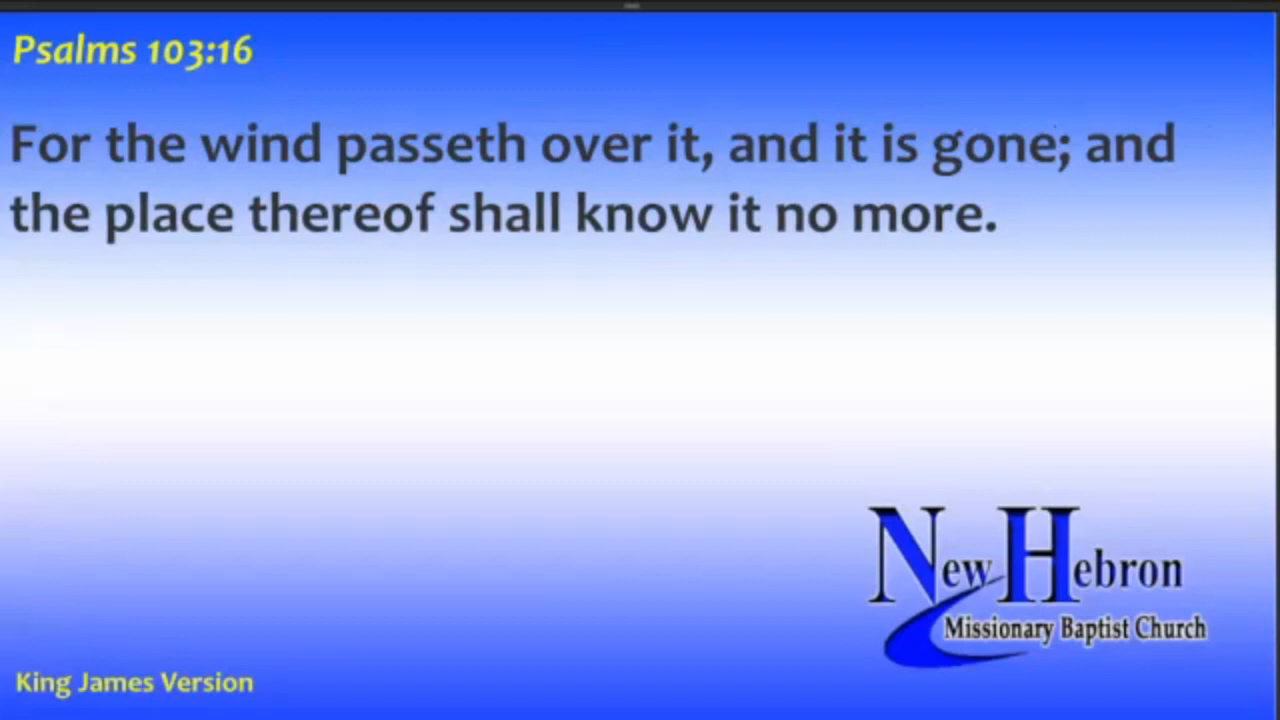 Psalms 103:16
For the wind passeth over it, and it is gone; and
the place thereof shall know it no more.
New Hebron
Missionary Baptist Church
King James Version